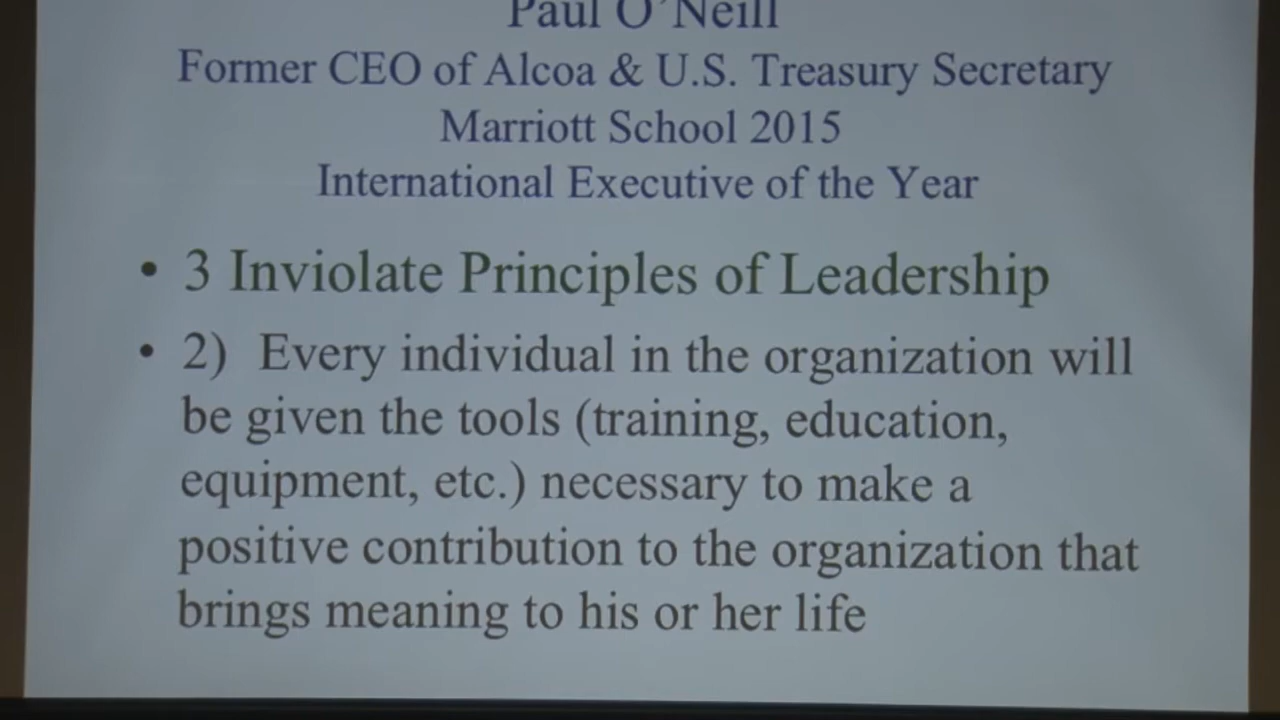 Paul O'Neill
Former CEO of Alcoa & U.S. Treasury Secretary
Marriott School 2015
International Executive of the Year
• 3 Inviolate Principles of Leadership
• 2) Every individual in the organization will
be given the tools (training, education,
equipment, etc.) necessary to make a
positive contribution to the organization that
brings meaning to his or her life